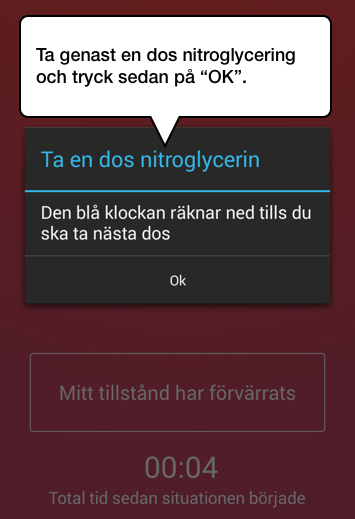 Ta genast en dos nitroglycering
och tryck sedan på “OK”.
Ta en dos nitroglycerin
Den blå klockan räknar ned tills du
ska ta nästa dos
Ok
Mitt tillstånd har förvärrats
00:04
Total tid sedan situationen började